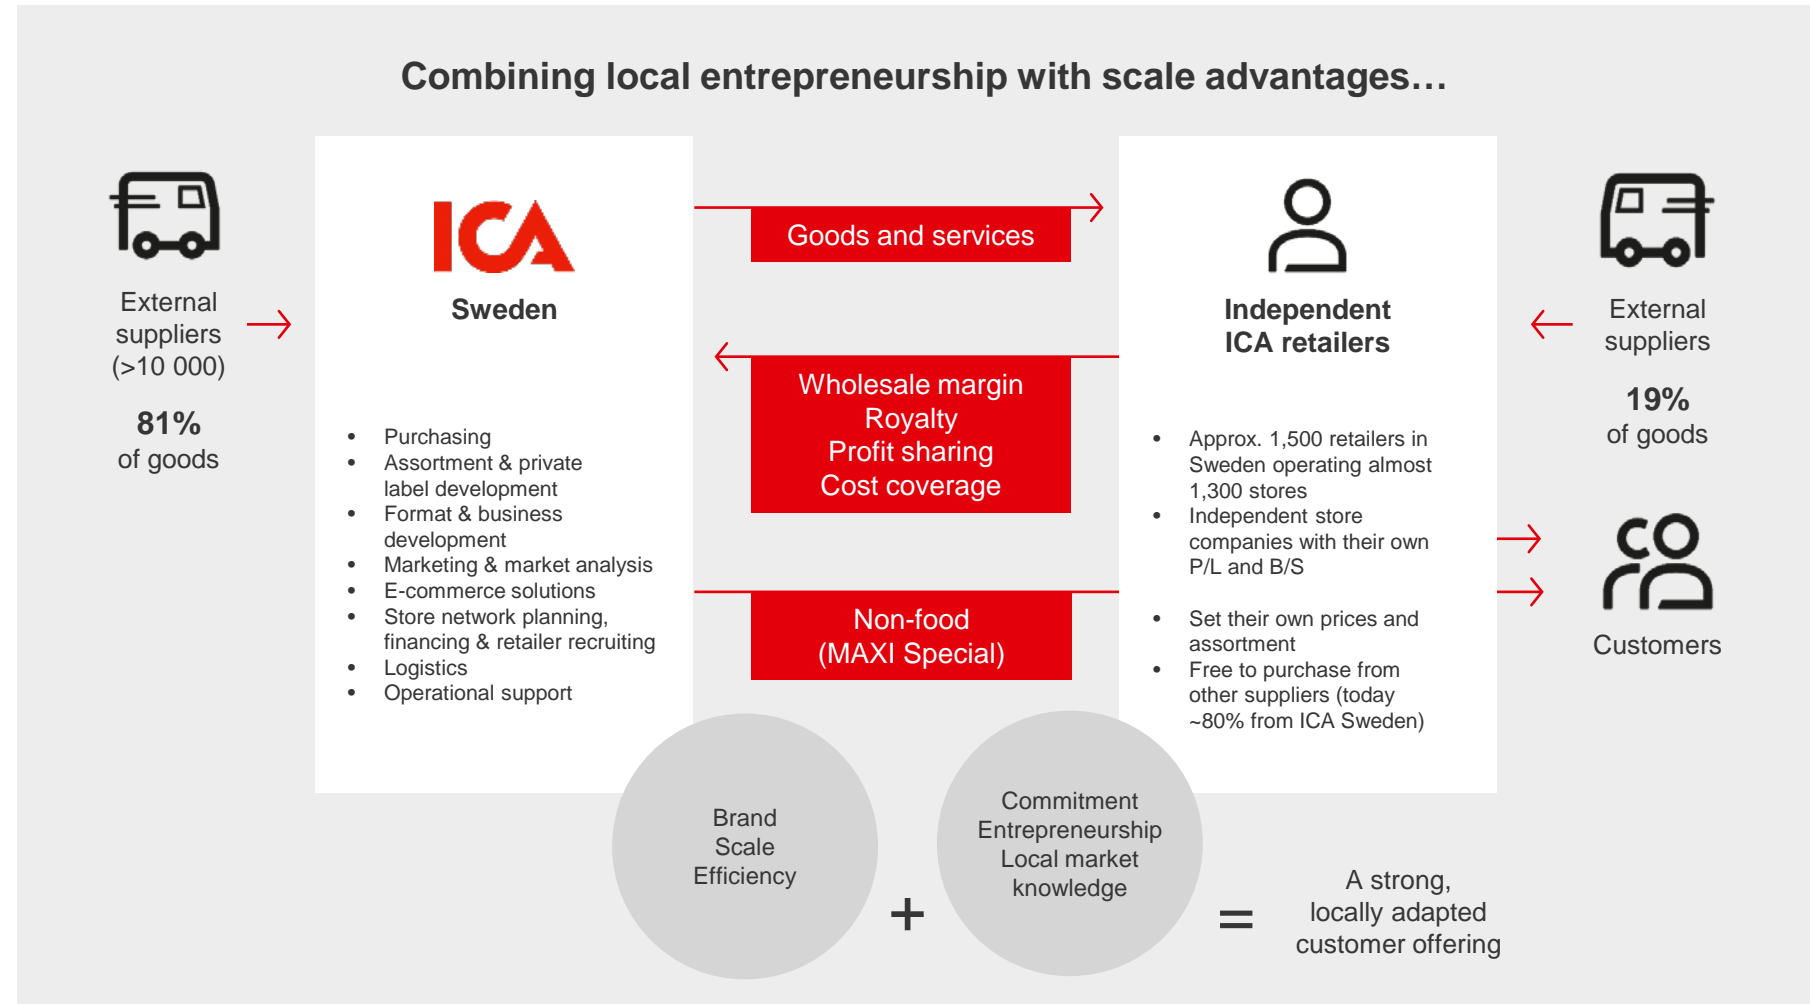 Combining local entrepreneurship with scale advantages…
External
suppliers
(>10 000)
81%
of goods
ICA
Sweden
• Purchasing
• Assortment & private
label development
• Format & business
development
• Marketing & market analysis
• E-commerce solutions
• Store network planning,
financing & retailer recruiting
• Logistics
• Operational support
Goods and services
Wholesale margin
Royalty
Profit sharing
Cost coverage
Non-food
(MAXI Special)
Independent
ICA retailers
• Approx. 1,500 retailers in
Sweden operating almost
1,300 stores
• Independent store
companies with their own
P/L and B/S
• Set their own prices and
assortment
• Free to purchase from
other suppliers (today
~80% from ICA Sweden)
External
suppliers
19%
of goods
Customers
Brand
Scale
Efficiency
+
Commitment
Entrepreneurship
Local market
knowledge
=
A strong,
locally adapted
customer offering